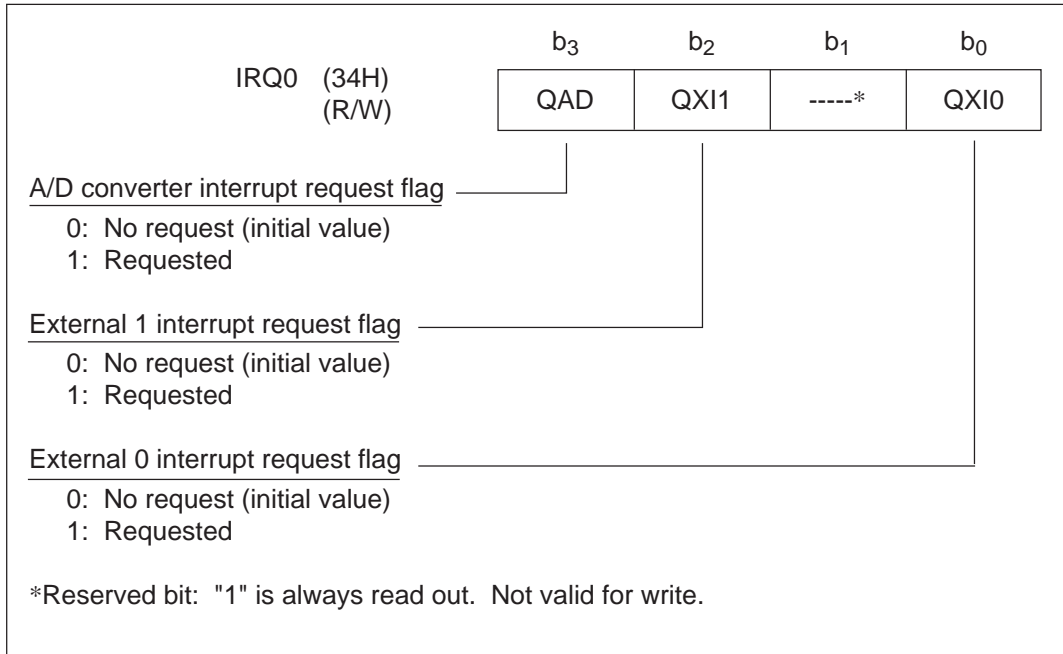 b3 b2 b1 b0
IRQ0 (34H)
(R/W)
QAD QXI1 -----* QXI0
A/D converter interrupt request flag
0: No request (initial value)
1: Requested
External 1 interrupt request flag
0: No request (initial value)
1: Requested
External 0 interrupt request flag
0: No request (initial value)
1: Requested
*Reserved bit: "1" is always read out. Not valid for write.